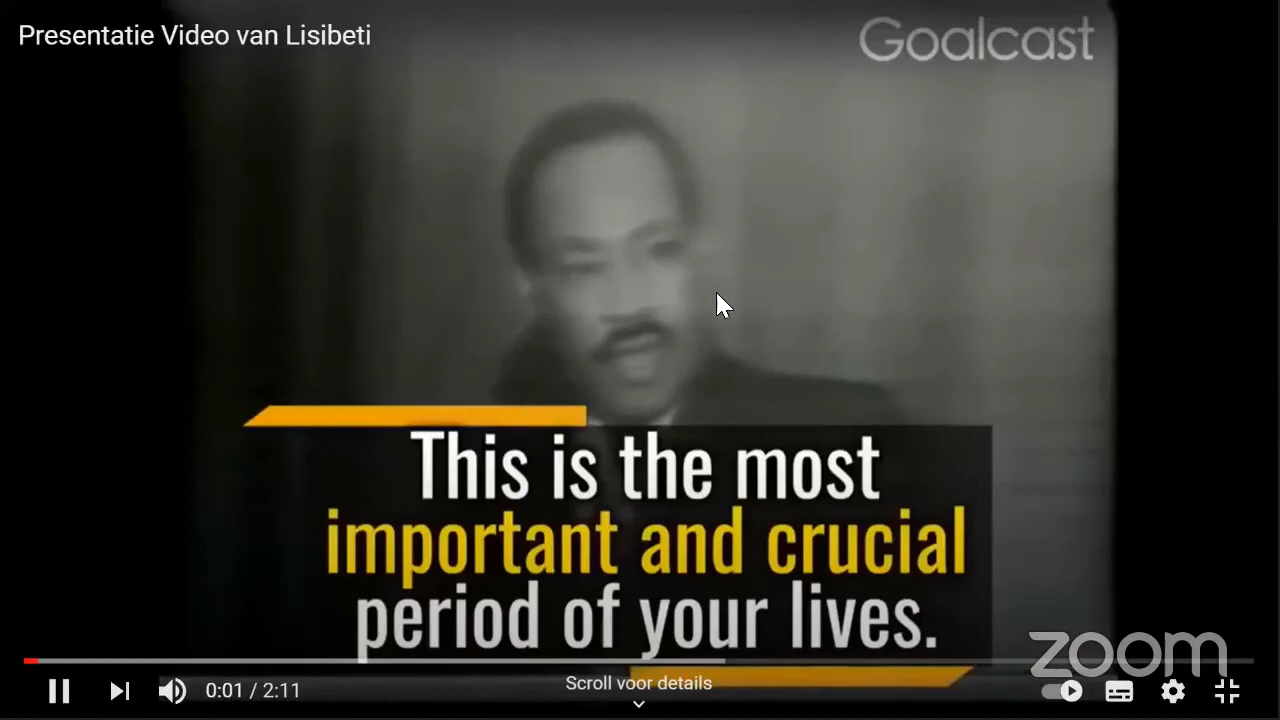 Presentatie Video van Lisibeti
Goalcast
This is the most
important and crucial
period of your lives.
zoom
0:01 / 2:11
Scroll voor details